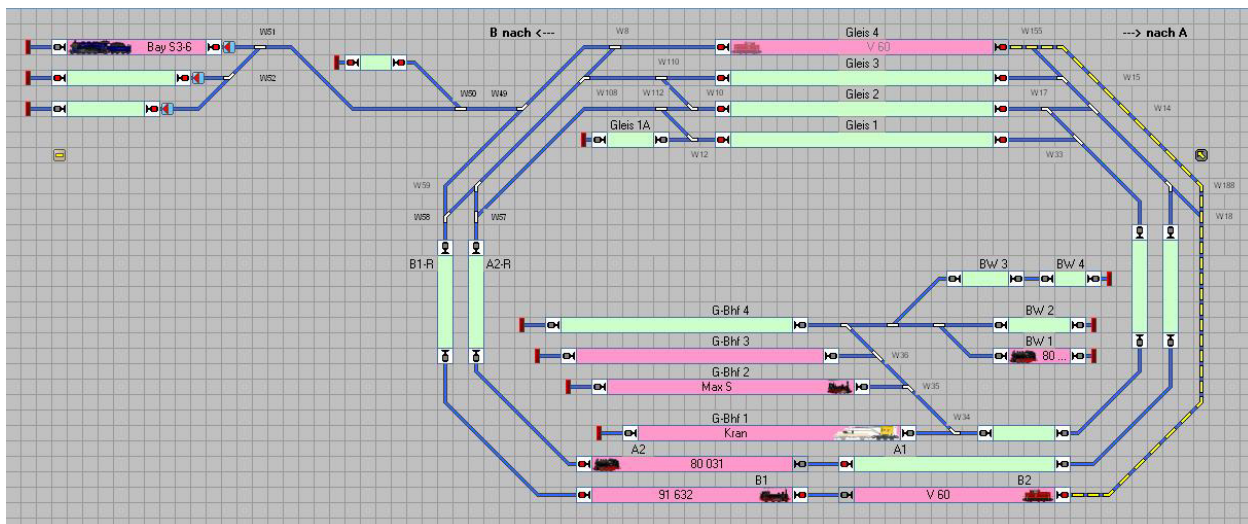 W51
B nach <---
W8
Gleis 4
W155
---> nach A
Bay S3-6
V 60
W52
W110
Gleis 3
W15
W50
W49
W108
W112
W10
Gleis 2
W17
W14
Gleis 1A
Gleis 1
W12
W33
W59
W188
W58
W57
W18
B1-R
A2-R
BW 3
BW 4
G-Bhf 4
BW 2
G-Bhf 3
BW 1
W36
80 ...
G-Bhf 2
Max S
W35
G-Bhf 1
W34
Kran
A2
A1
80 031
B1
B2
91 632
V 60